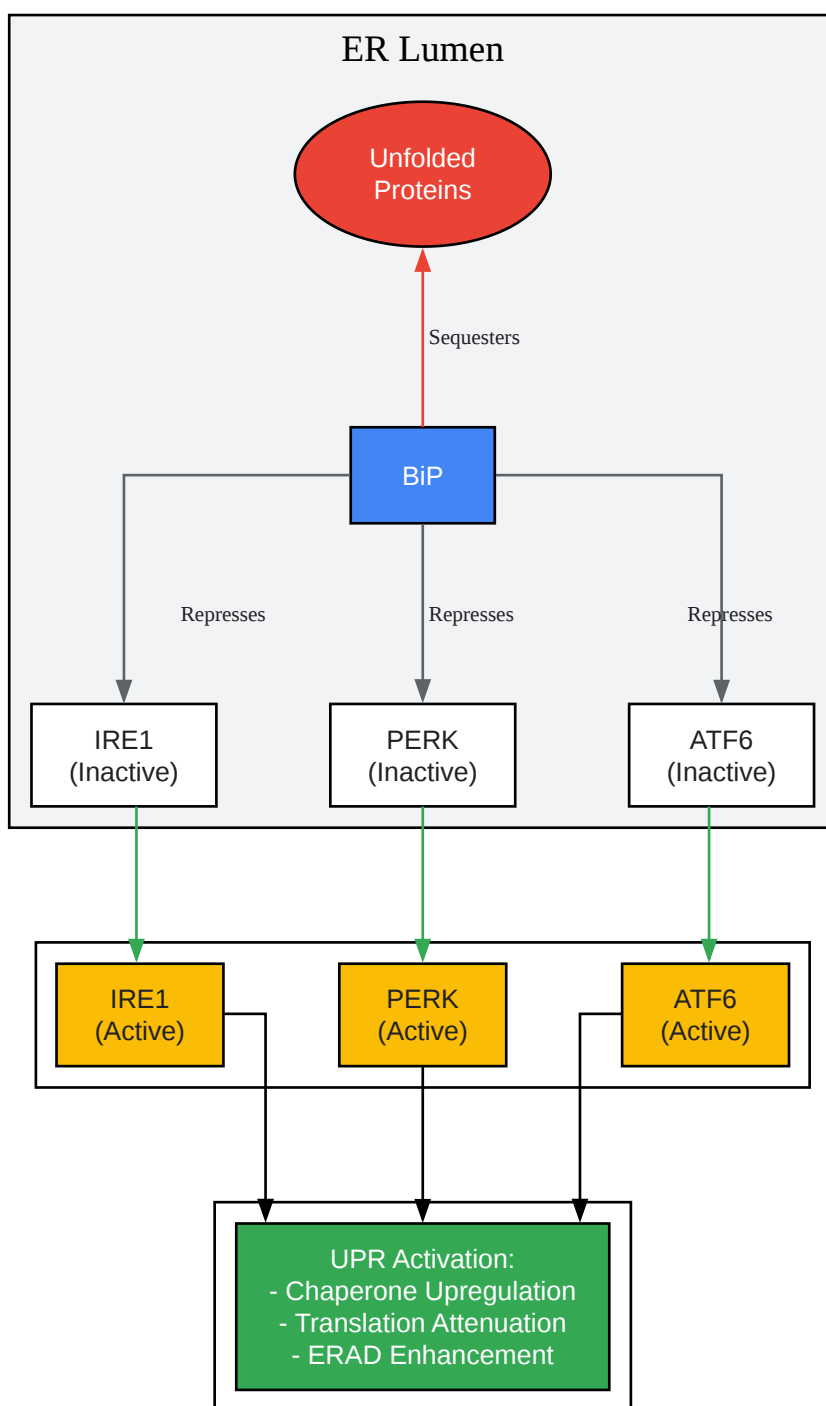 ER Lumen
Unfolded
Proteins
Sequesters
BiP
Represses
Represses
Represses
IRE1
(Inactive)
PERK
(Inactive)
ATF6
(Inactive)
IRE1
(Active)
PERK
(Active)
ATF6
(Active)
UPR Activation:
- Chaperone Upregulation
- Translation Attenuation
- ERAD Enhancement